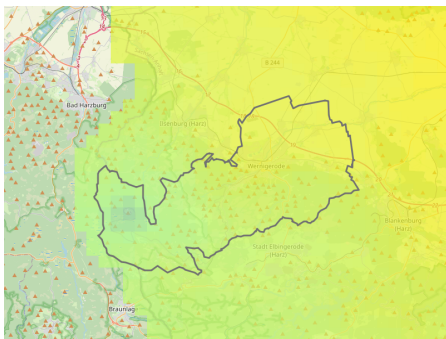 B 244
Bad Harzburg
Ilsenburg (Harz)
Wernigerode
Blankenburg
(Harz)
Stadt Elbingerode
(Harz)
Braunlage